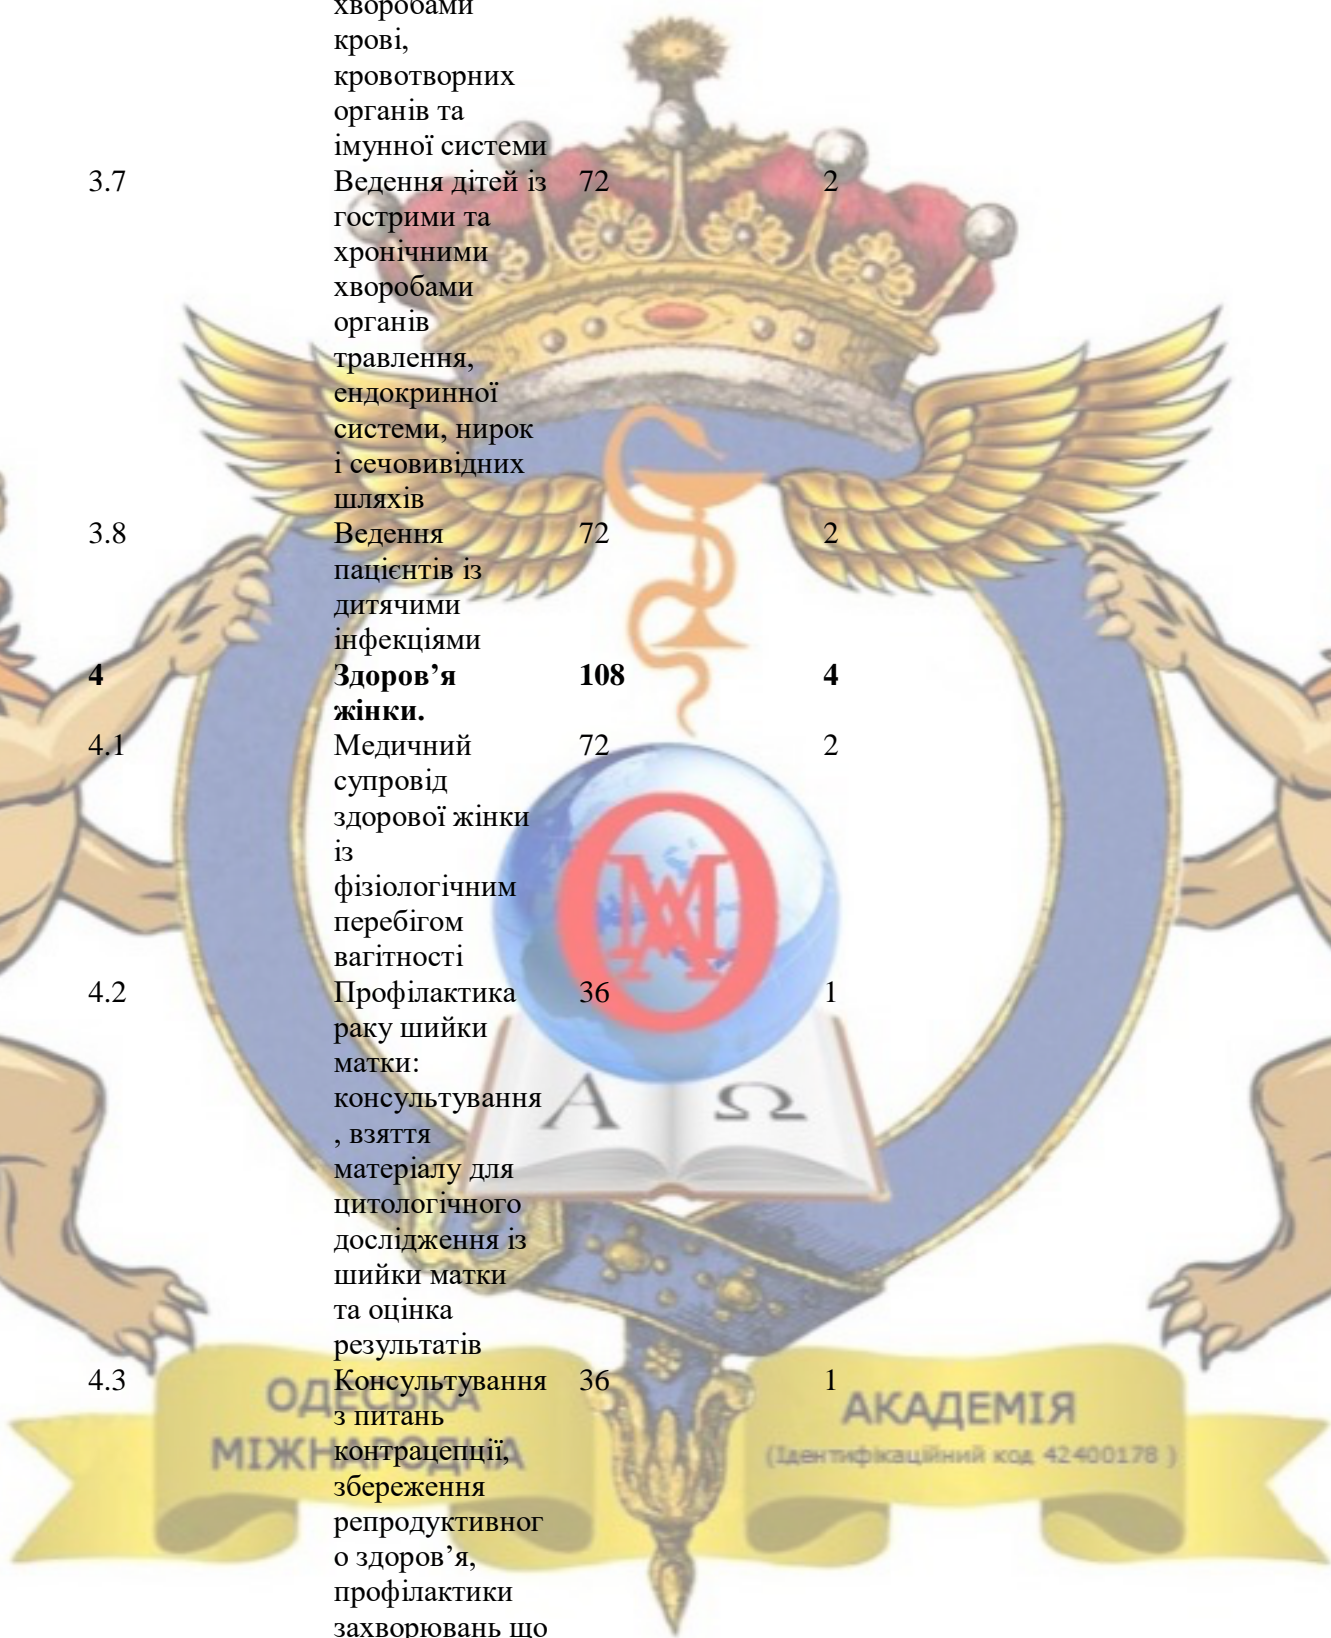 хворобами
крові,
кровотворних
органів та
імунної системи
3.7 Ведення дітей із 72 2
гострими та
хронічними
хворобами
органів
травлення,
ендокринної
системи, нирок
і сечовивідних
шляхів
3.8 Ведення 72 2
пацієнтів із
дитячими
інфекціями
4 Здоров’я 108 4
жінки.
4.1 Медичний 72 2
супровід
здорової жінки
із
фізіологічним
перебігом
вагітності
4.2 Профілактика 36 1
раку шийки
матки:
консультування
, взяття
матеріалу для
цитологічного
дослідження із
шийки матки
та оцінка
результатів
4.3 Консультування 36 1
з питань
контрацепції,
збереження
репродуктивног
о здоров’я,
профілактики
захворювань що
Α Ω
ОДЕСЬКА
МІЖНАРОДНА
АКАДЕМІЯ
(Ідентифікаційний код 42400178 )